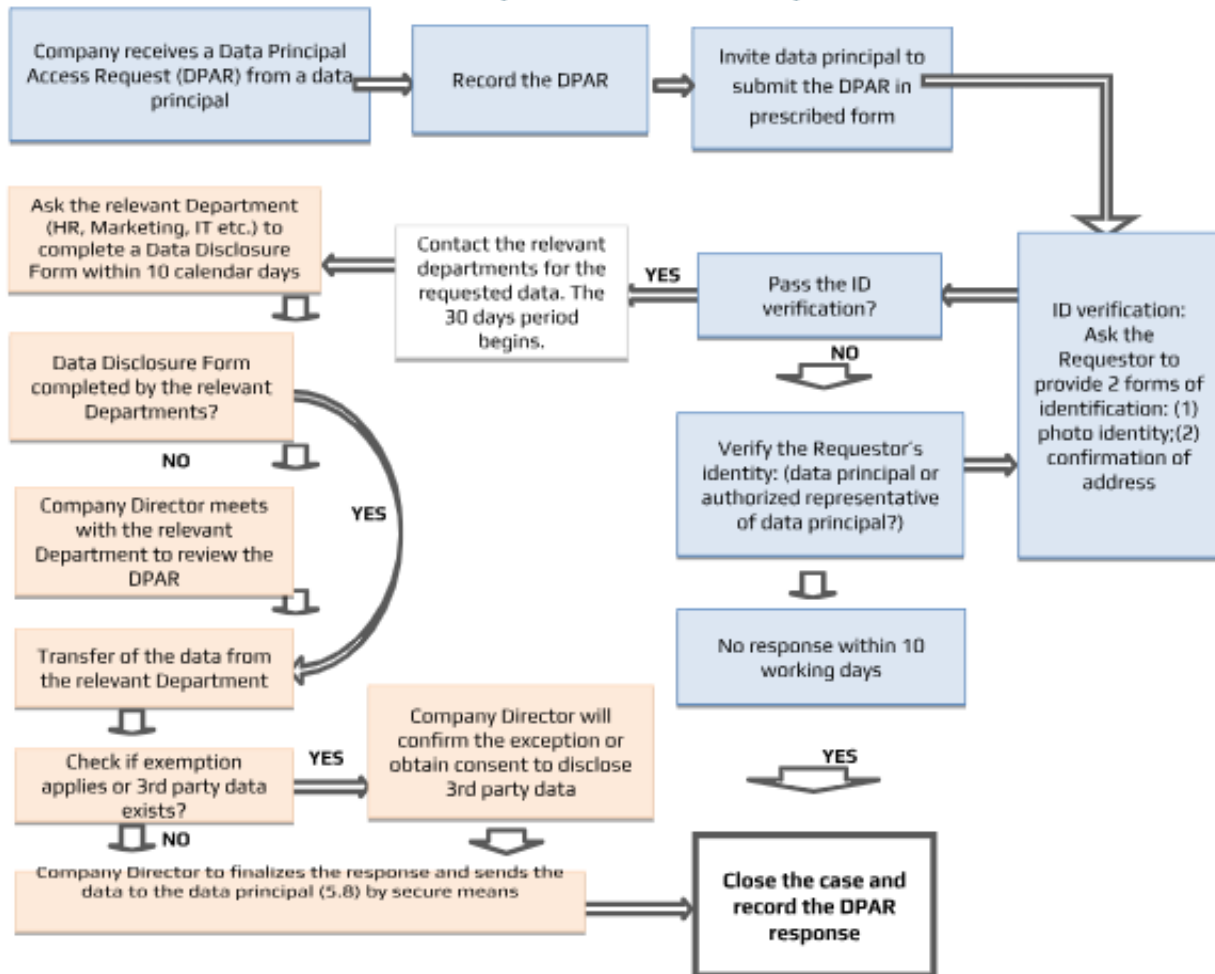 Company receives a Data Principal
Access Request (DPAR) from a data
principal
Record the DPAR
Invite data principal to
submit the DPAR in
prescribed form
Ask the relevant Department
(HR, Marketing, IT etc.) to
complete a Data Disclosure
Form within 10 calendar days
Contact the relevant
departments for the
requested data. The
30 days period
begins.
YES
Pass the ID
verification?
ID verification:
Ask the
Requestor to
provide 2 forms of
identification: (1)
photo identity;(2)
confirmation of
address
NO
Data Disclosure Form
completed by the relevant
Departments?
NO
YES
Verify the Requestor's
identity: (data principal or
authorized representative
of data principal?)
Company Director meets
with the relevant
Department to review the
DPAR
No response within 10
working days
Transfer of the data from
the relevant Department
YES
Check if exemption
applies or 3rd party data
exists?
YES
Company Director will
confirm the exception or
obtain consent to disclose
3rd party data
NO
Company Director to finalizes the response and sends the
data to the data principal (5.8) by secure means
Close the case and
record the DPAR
response